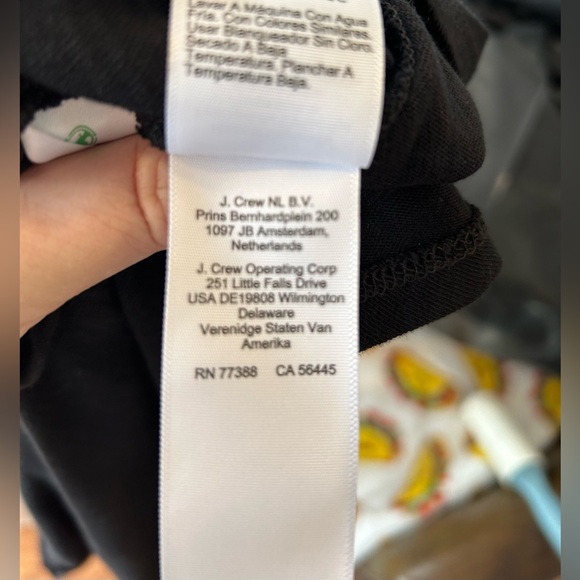 Lavar A Máquina Con Agua
Fría. Con Colores Similares.
Usar Blanqueador Sin Cloro.
Secado A Baja
Temperatura, Planchar A
Temperatura Baja.
J. Crew NL B.V.
Prins Bernhardplein 200
1097 JB Amsterdam,
Netherlands
J. Crew Operating Corp
251 Little Falls Drive
USA DE19808 Wilmington
Delaware
Verenidge Staten Van
Amerika
RN 77388 CA 56445